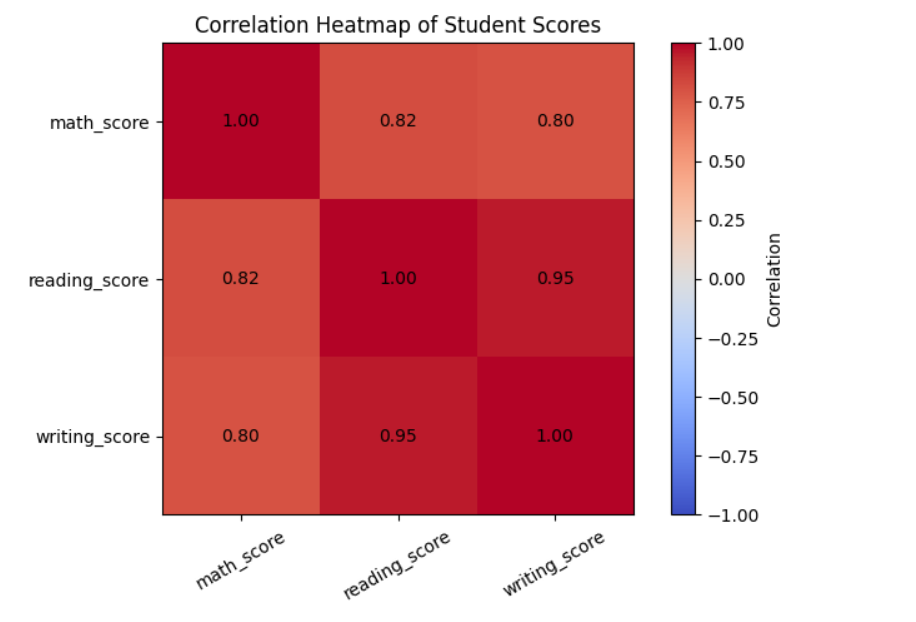 Correlation Heatmap of Student Scores
math_score
1.00
0.82
0.80
reading_score
0.82
1.00
0.95
writing_score
0.80
0.95
1.00
math_score
reading_score
writing_score
1.00
0.75
0.50
0.25
0.00
−0.25
−0.50
−0.75
−1.00
Correlation